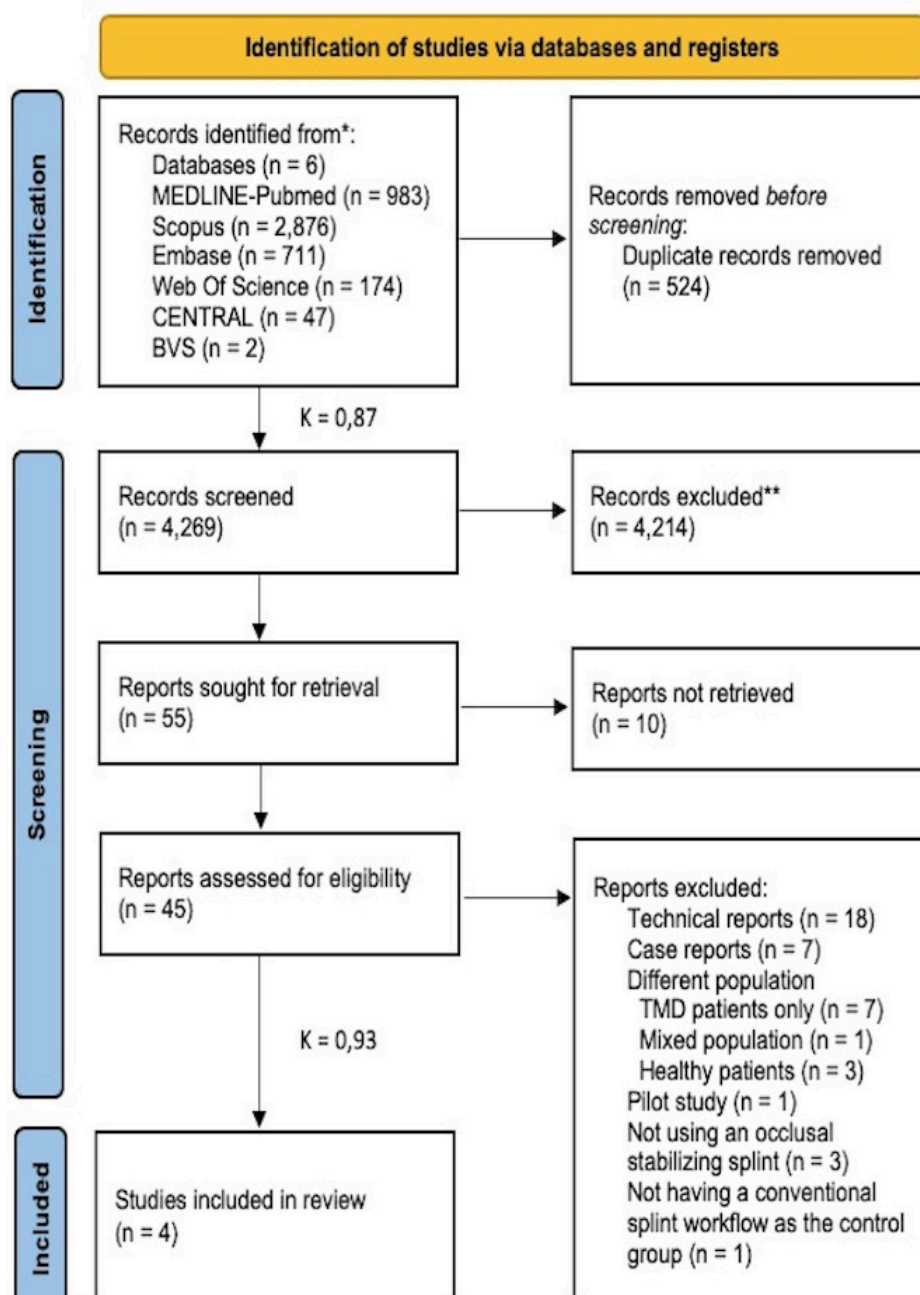 Identification of studies via databases and registers
Identification
Records identified from*:
Databases (n = 6)
MEDLINE-Pubmed (n = 983)
Scopus (n = 2,876)
Embase (n = 711)
Web Of Science (n = 174)
CENTRAL (n = 47)
BVS (n = 2)
Records removed before
screening:
Duplicate records removed
(n = 524)
K = 0,87
Screening
Records screened
(n = 4,269)
Records excluded**
(n = 4,214)
Reports sought for retrieval
(n = 55)
Reports not retrieved
(n = 10)
Reports assessed for eligibility
(n = 45)
Reports excluded:
Technical reports (n = 18)
Case reports (n = 7)
Different population
TMD patients only (n = 7)
Mixed population (n = 1)
Healthy patients (n = 3)
Pilot study (n = 1)
Not using an occlusal
stabilizing splint (n = 3)
Not having a conventional
splint workflow as the control
group (n = 1)
K = 0,93
Included
Studies included in review
(n = 4)